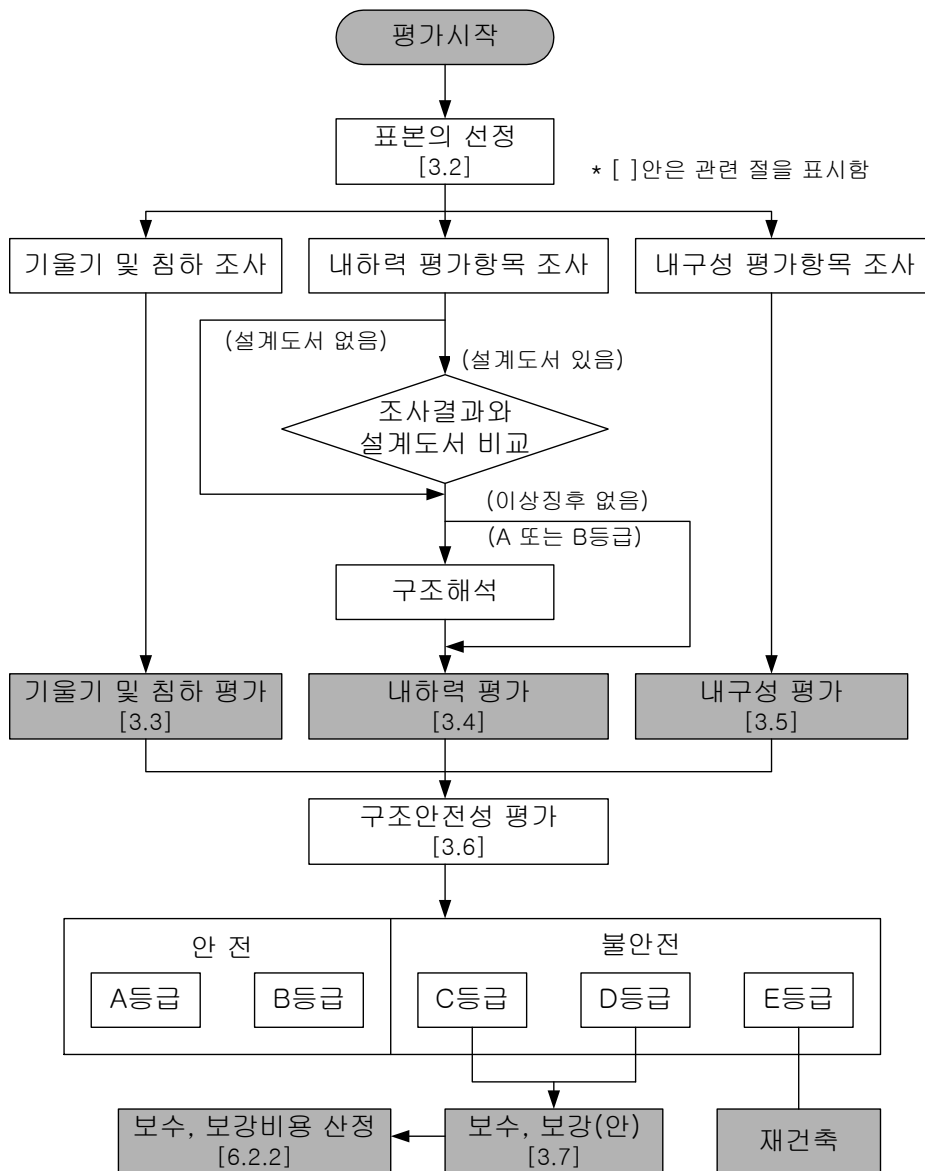 평가시작
표본의 선정
[3.2]
* [ ]안은 관련 절을 표시함
기울기 및 침하 조사
내하력 평가항목 조사
내구성 평가항목 조사
(설계도서 없음)
(설계도서 있음)
조사결과와
설계도서 비교
(이상징후 없음)
(A 또는 B등급)
구조해석
기울기 및 침하 평가
[3.3]
내하력 평가
[3.4]
내구성 평가
[3.5]
구조안전성 평가
[3.6]
안 전
불안전
A등급
B등급
C등급
D등급
E등급
보수, 보강비용 산정
[6.2.2]
보수, 보강(안)
[3.7]
재건축